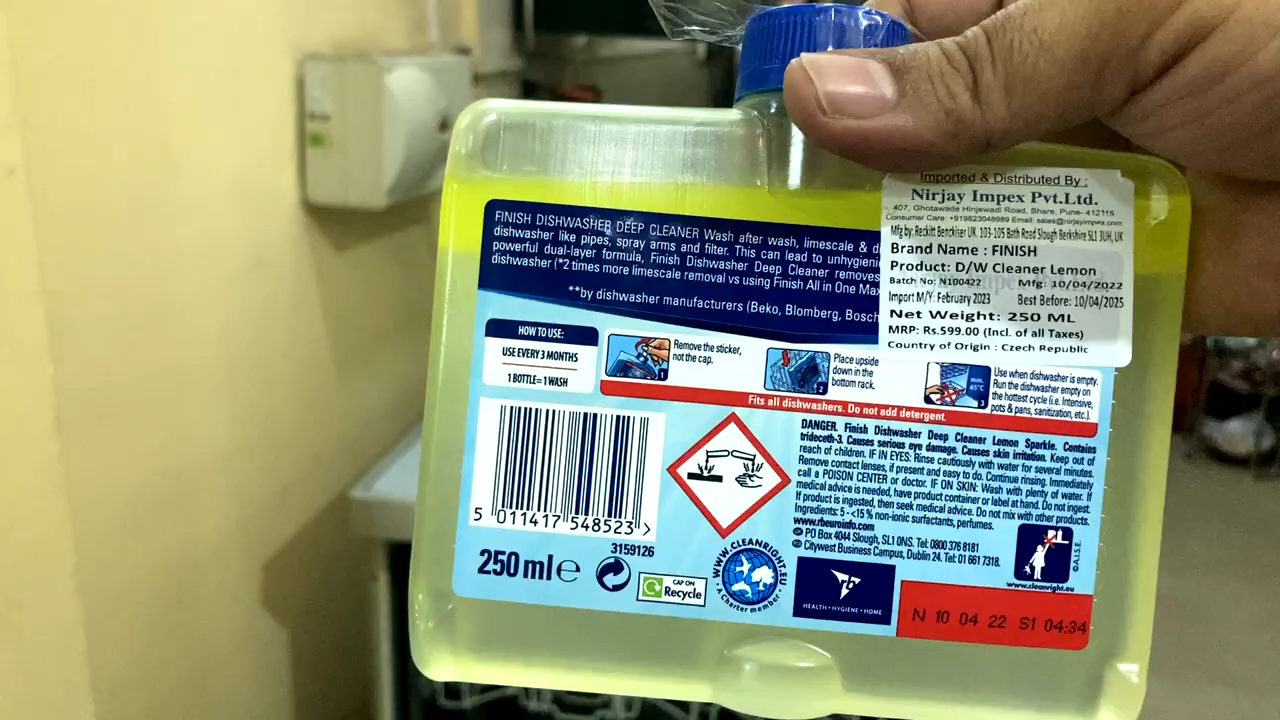 Imported & Distributed By :
Nirjay Impex Pvt.Ltd.
407, Ghotawade Hinjewadi Road, Bhare, Pune- 412115
Consumer Care: +919823048989 Email: sales@nirjayimpex.com
Mfg by: Reckitt Benckiser UK. 103-105 Bath Road Slough Berkshire SL1 3UH, UK
Brand Name : FINISH
Product: D/W Cleaner Lemon
Batch No: N100422 Mfg: 10/04/2022
Import M/Y: February 2023 Best Before: 10/04/2025
Net Weight: 250 ML
MRP: Rs.599.00 (Incl. of all Taxes)
Country of Origin : Czech Republic
FINISH DISHWASHER DEEP CLEANER Wash after wash, limescale &
dishwasher like pipes, spray arms and filter. This can lead to
powerful dual-layer formula, Finish Dishwasher Deep Cleaner removes
dishwasher (*2 times more limescale removal vs using Finish All in One Max
**by dishwasher manufacturers (Beko, Blomberg, Bosch
HOW TO USE:
USE EVERY 3 MONTHS
1 BOTTLE= 1 WASH
1
Remove the sticker,
not the cap.
2
Place upside
down in the
bottom rack.
min.
65°C
3
Use when dishwasher is empty.
Run the dishwasher empty on
the hottest cycle (i.e. Intensive,
pots & pans, sanitization, etc.).
Fits all dishwashers. Do not add detergent.
DANGER. Finish Dishwasher Deep Cleaner Lemon Sparkle. Contains
trideceth-3. Causes serious eye damage. Causes skin irritation. Keep out of
reach of children. IF IN EYES: Rinse cautiously with water for several minutes.
Remove contact lenses, if present and easy to do. Continue rinsing. Immediately
call a POISON CENTER or doctor. IF ON SKIN: Wash with plenty of water. If
medical advice is needed, have product container or label at hand. Do not ingest.
If product is ingested, then seek medical advice. Do not mix with other products.
Ingredients: 5 - <15 % non-ionic surfactants, perfumes.
www.rbeuroinfo.com
PO Box 4044 Slough, SL1 0NS. Tel: 0800 376 8181
Citywest Business Campus, Dublin 24. Tel: 01 661 7318.
5 011417 548523 >
3159126
250 ml e
CAP ON
Recycle
WWW.CLEANRIGHT.EU
A Charter member
rb
HEALTH • HYGIENE • HOME
www.cleanright.eu
©A.I.S.E.
N 10 04 22 S1 04:34